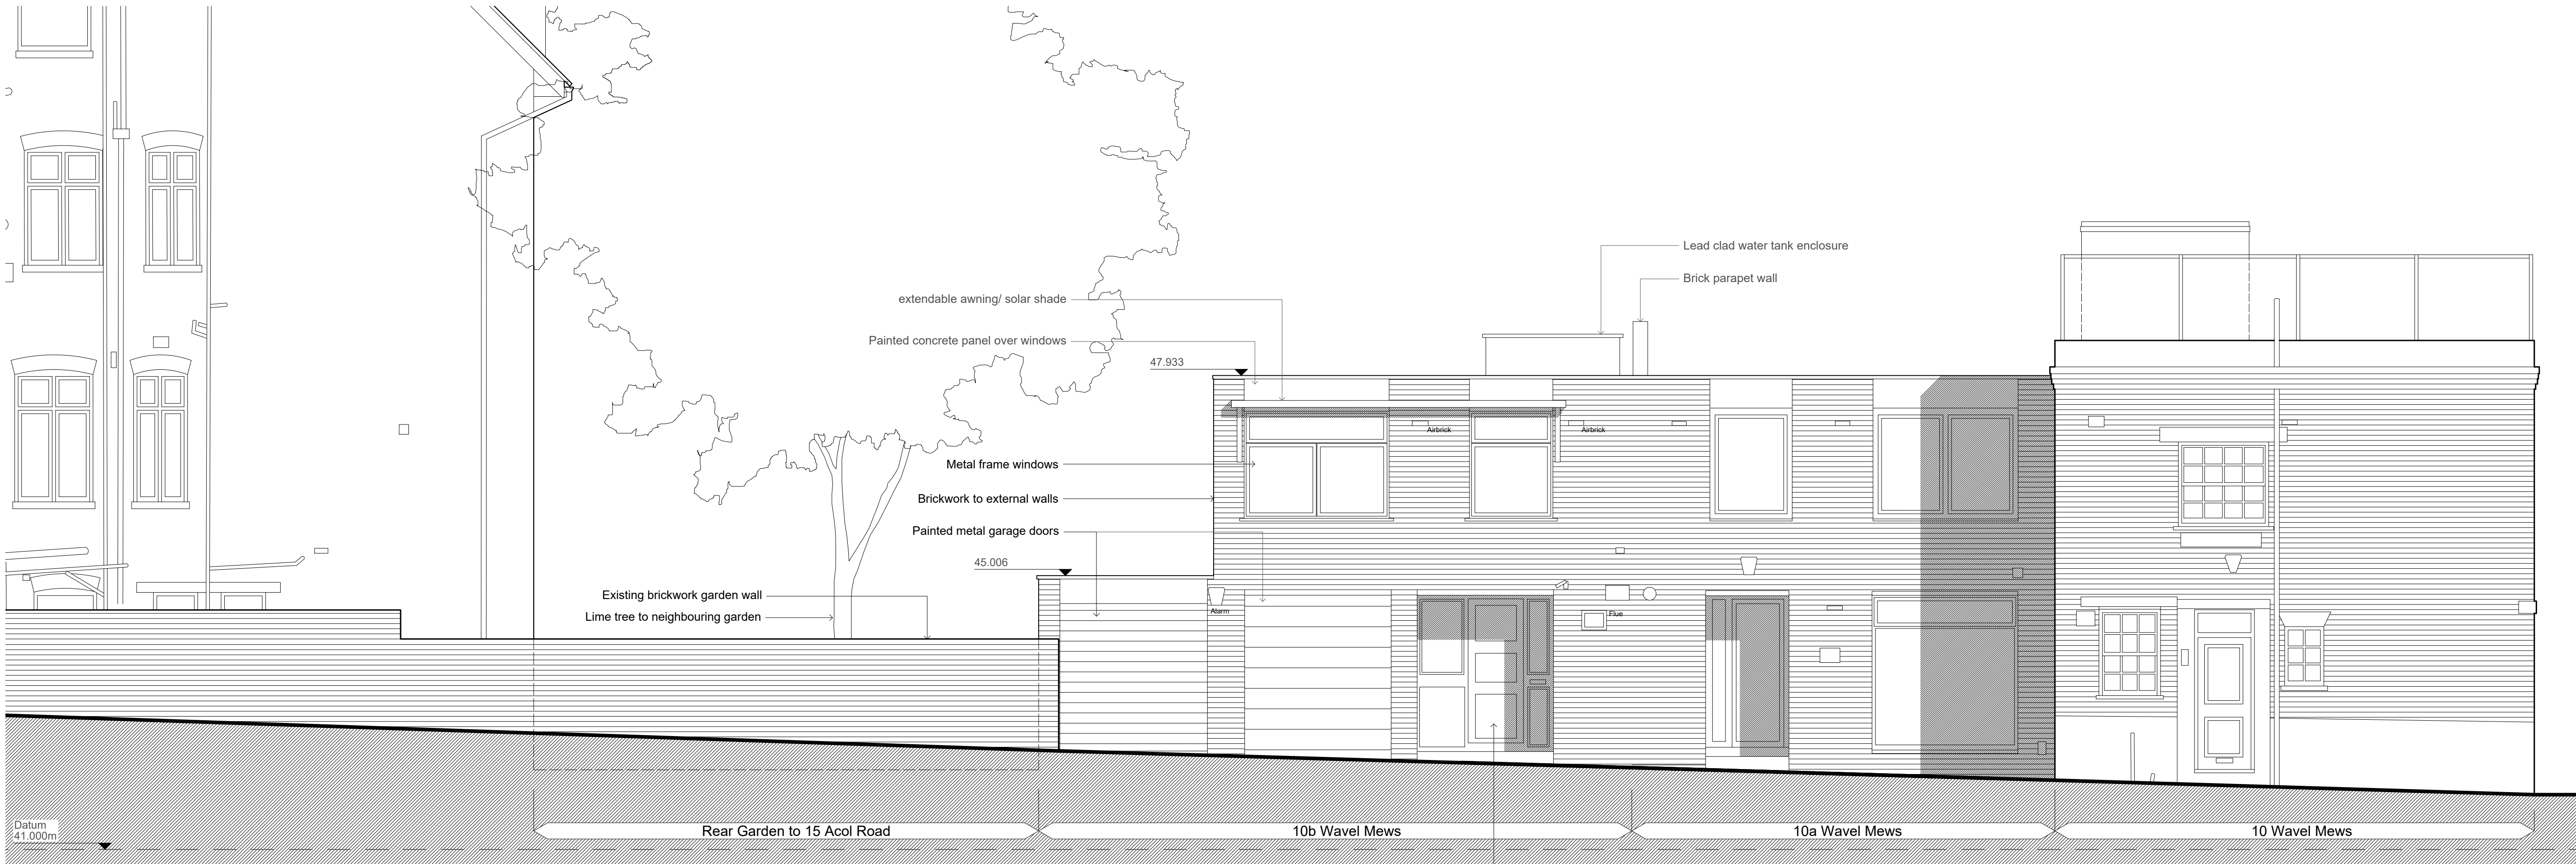 Lead clad water tank enclosure
Brick parapet wall
extendable awning/ solar shade
Painted concrete panel over windows
47.933
Airbrick
Airbrick
Metal frame windows
Brickwork to external walls
Painted metal garage doors
45.006
Existing brickwork garden wall
Lime tree to neighbouring garden
Alarm
Flue
Datum
41.000m
Rear Garden to 15 Acol Road
10b Wavel Mews
10a Wavel Mews
10 Wavel Mews